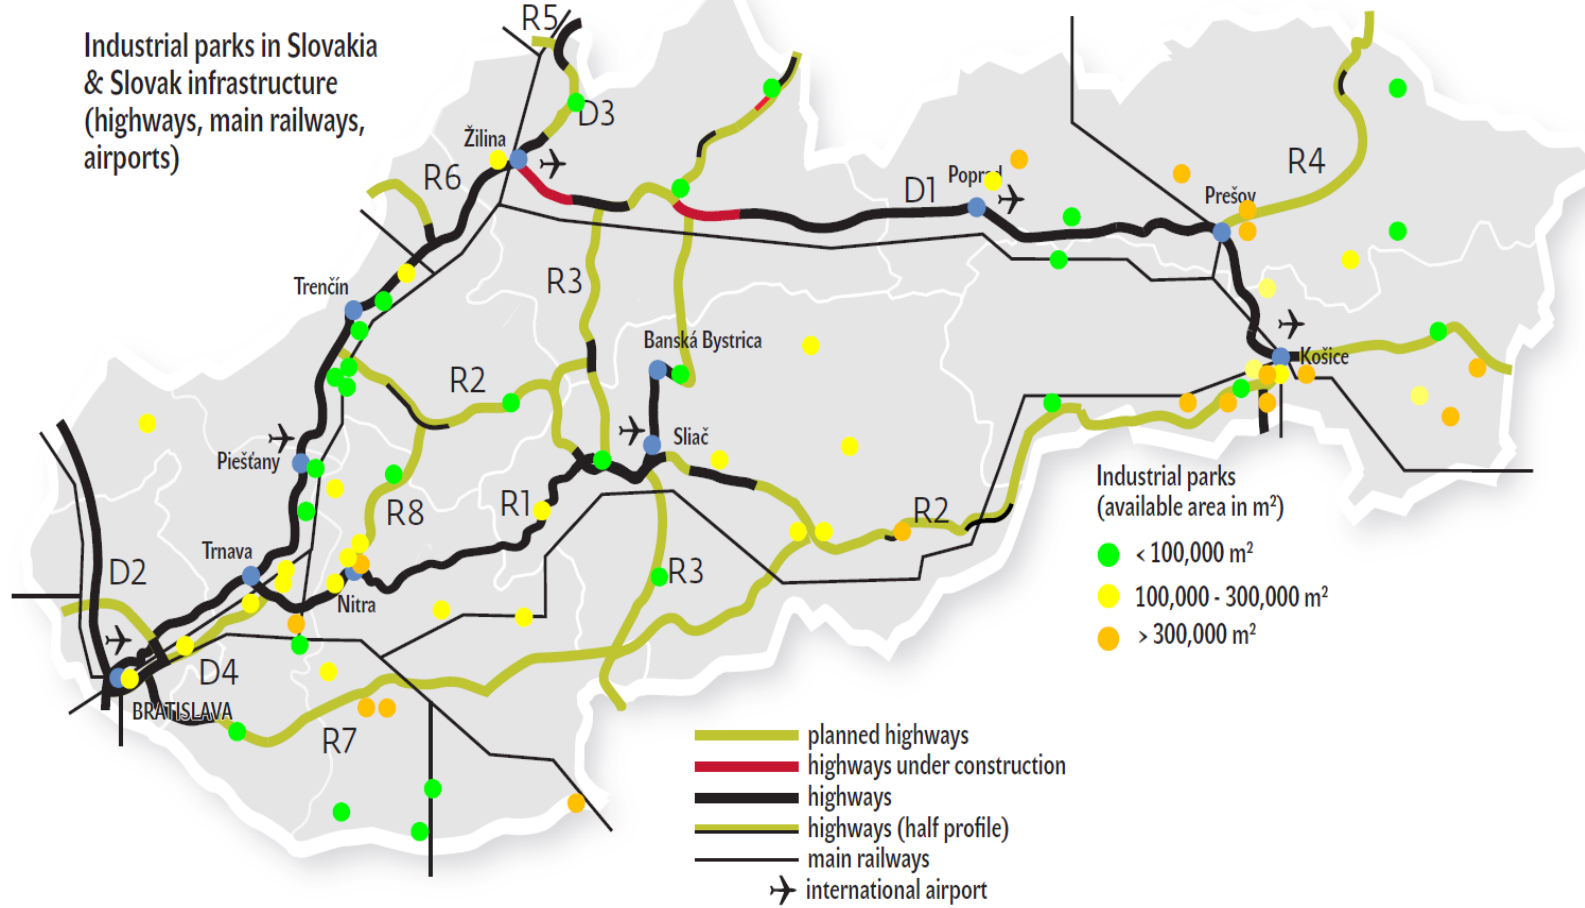 Industrial parks in Slovakia
& Slovak infrastructure
(highways, main railways,
airports)
R5
D3
Žilina
R6
R4
D1
Prešov
Trenčín
R3
Banská Bystrica
Košice
R2
Sliač
Piešťany
R8
R1
R2
Trnava
D2
R3
Nitra
D4
BRATISLAVA
R7
Industrial parks
(available area in m²)
< 100,000 m²
100,000 - 300,000 m²
> 300,000 m²
planned highways
highways under construction
highways
highways (half profile)
main railways
international airport